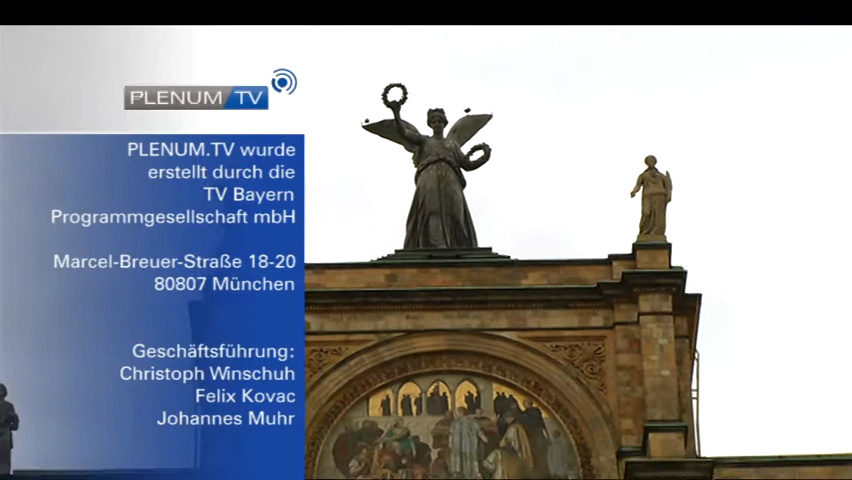 PLENUM TV
PLENUM.TV wurde
erstellt durch die
TV Bayern
Programmgesellschaft mbH
Marcel-Breuer-Straße 18-20
80807 München
Geschäftsführung:
Christoph Winschuh
Felix Kovac
Johannes Muhr